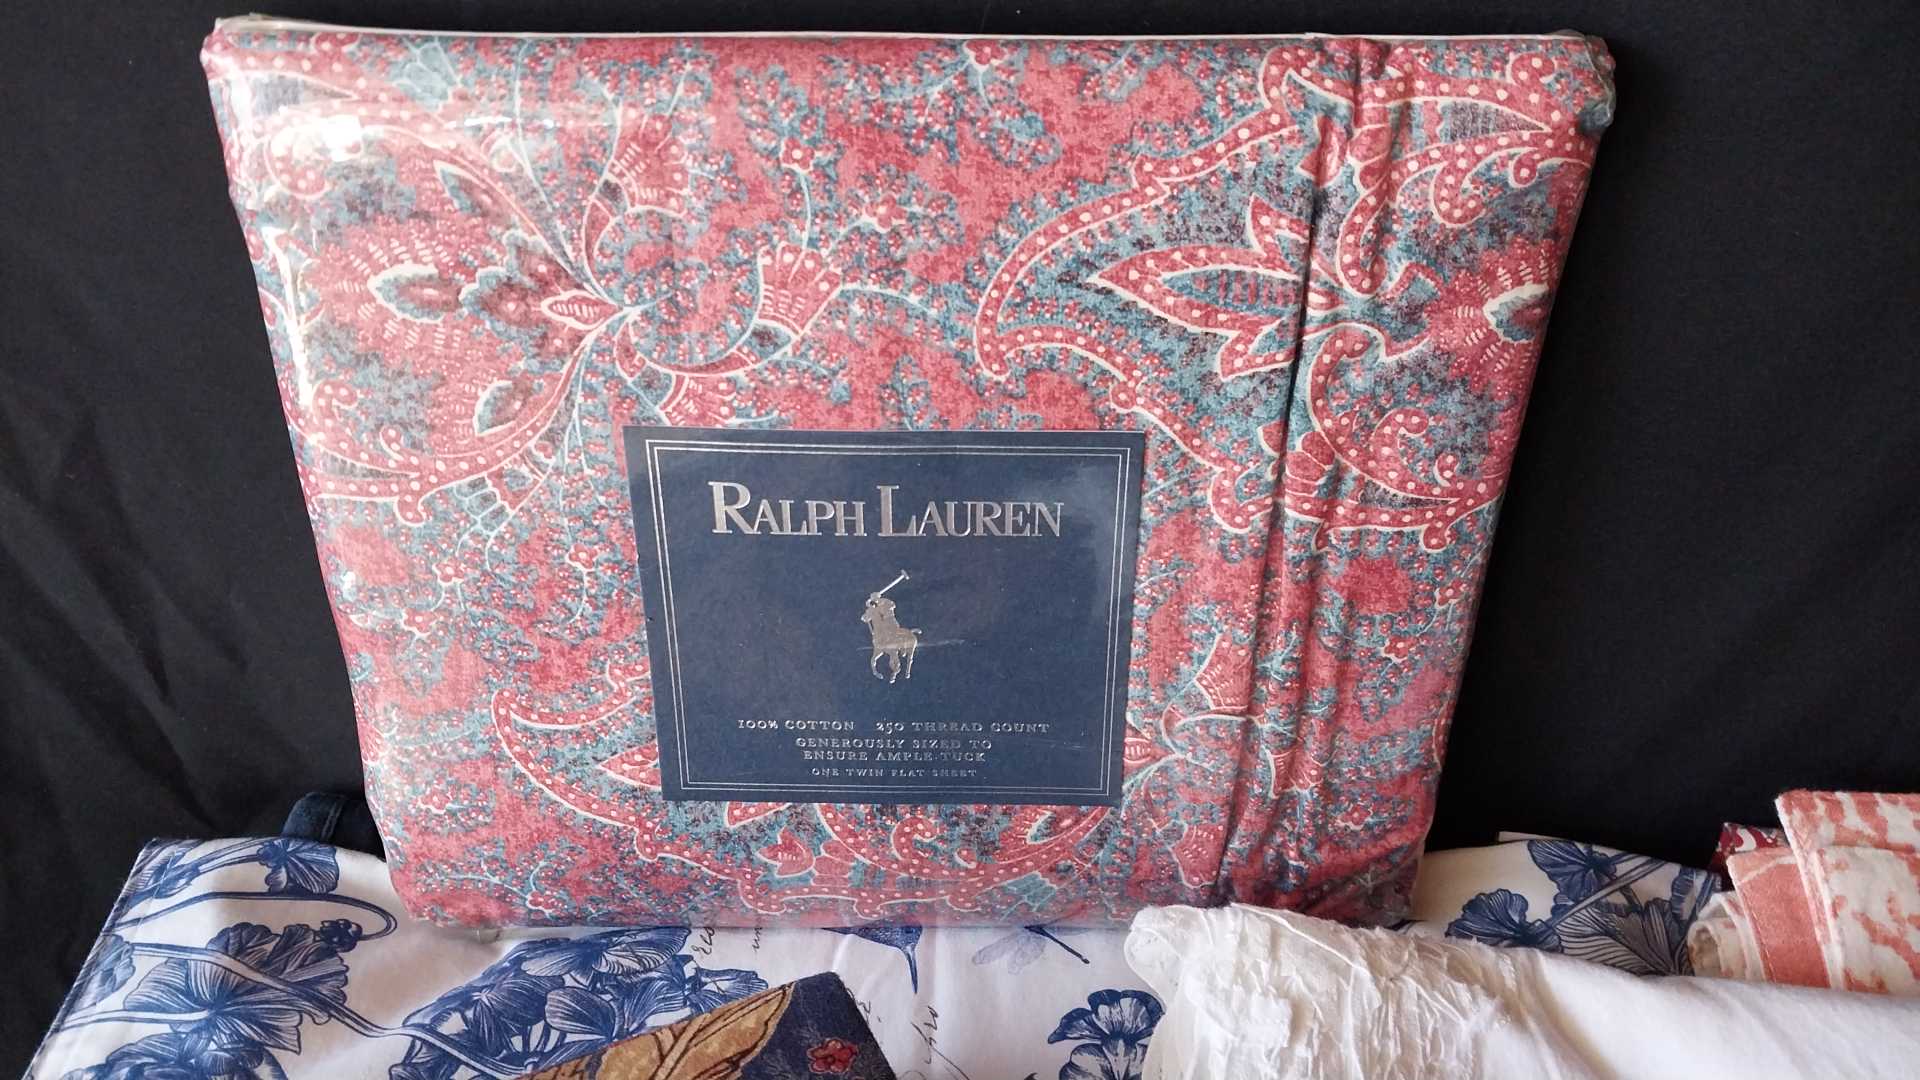 RALPH LAUREN
100% COTTON 250 THREAD COUNT
GENEROUSLY SIZED TO
ENSURE AMPLE TUCK
ONE TWIN FLAT SHEET